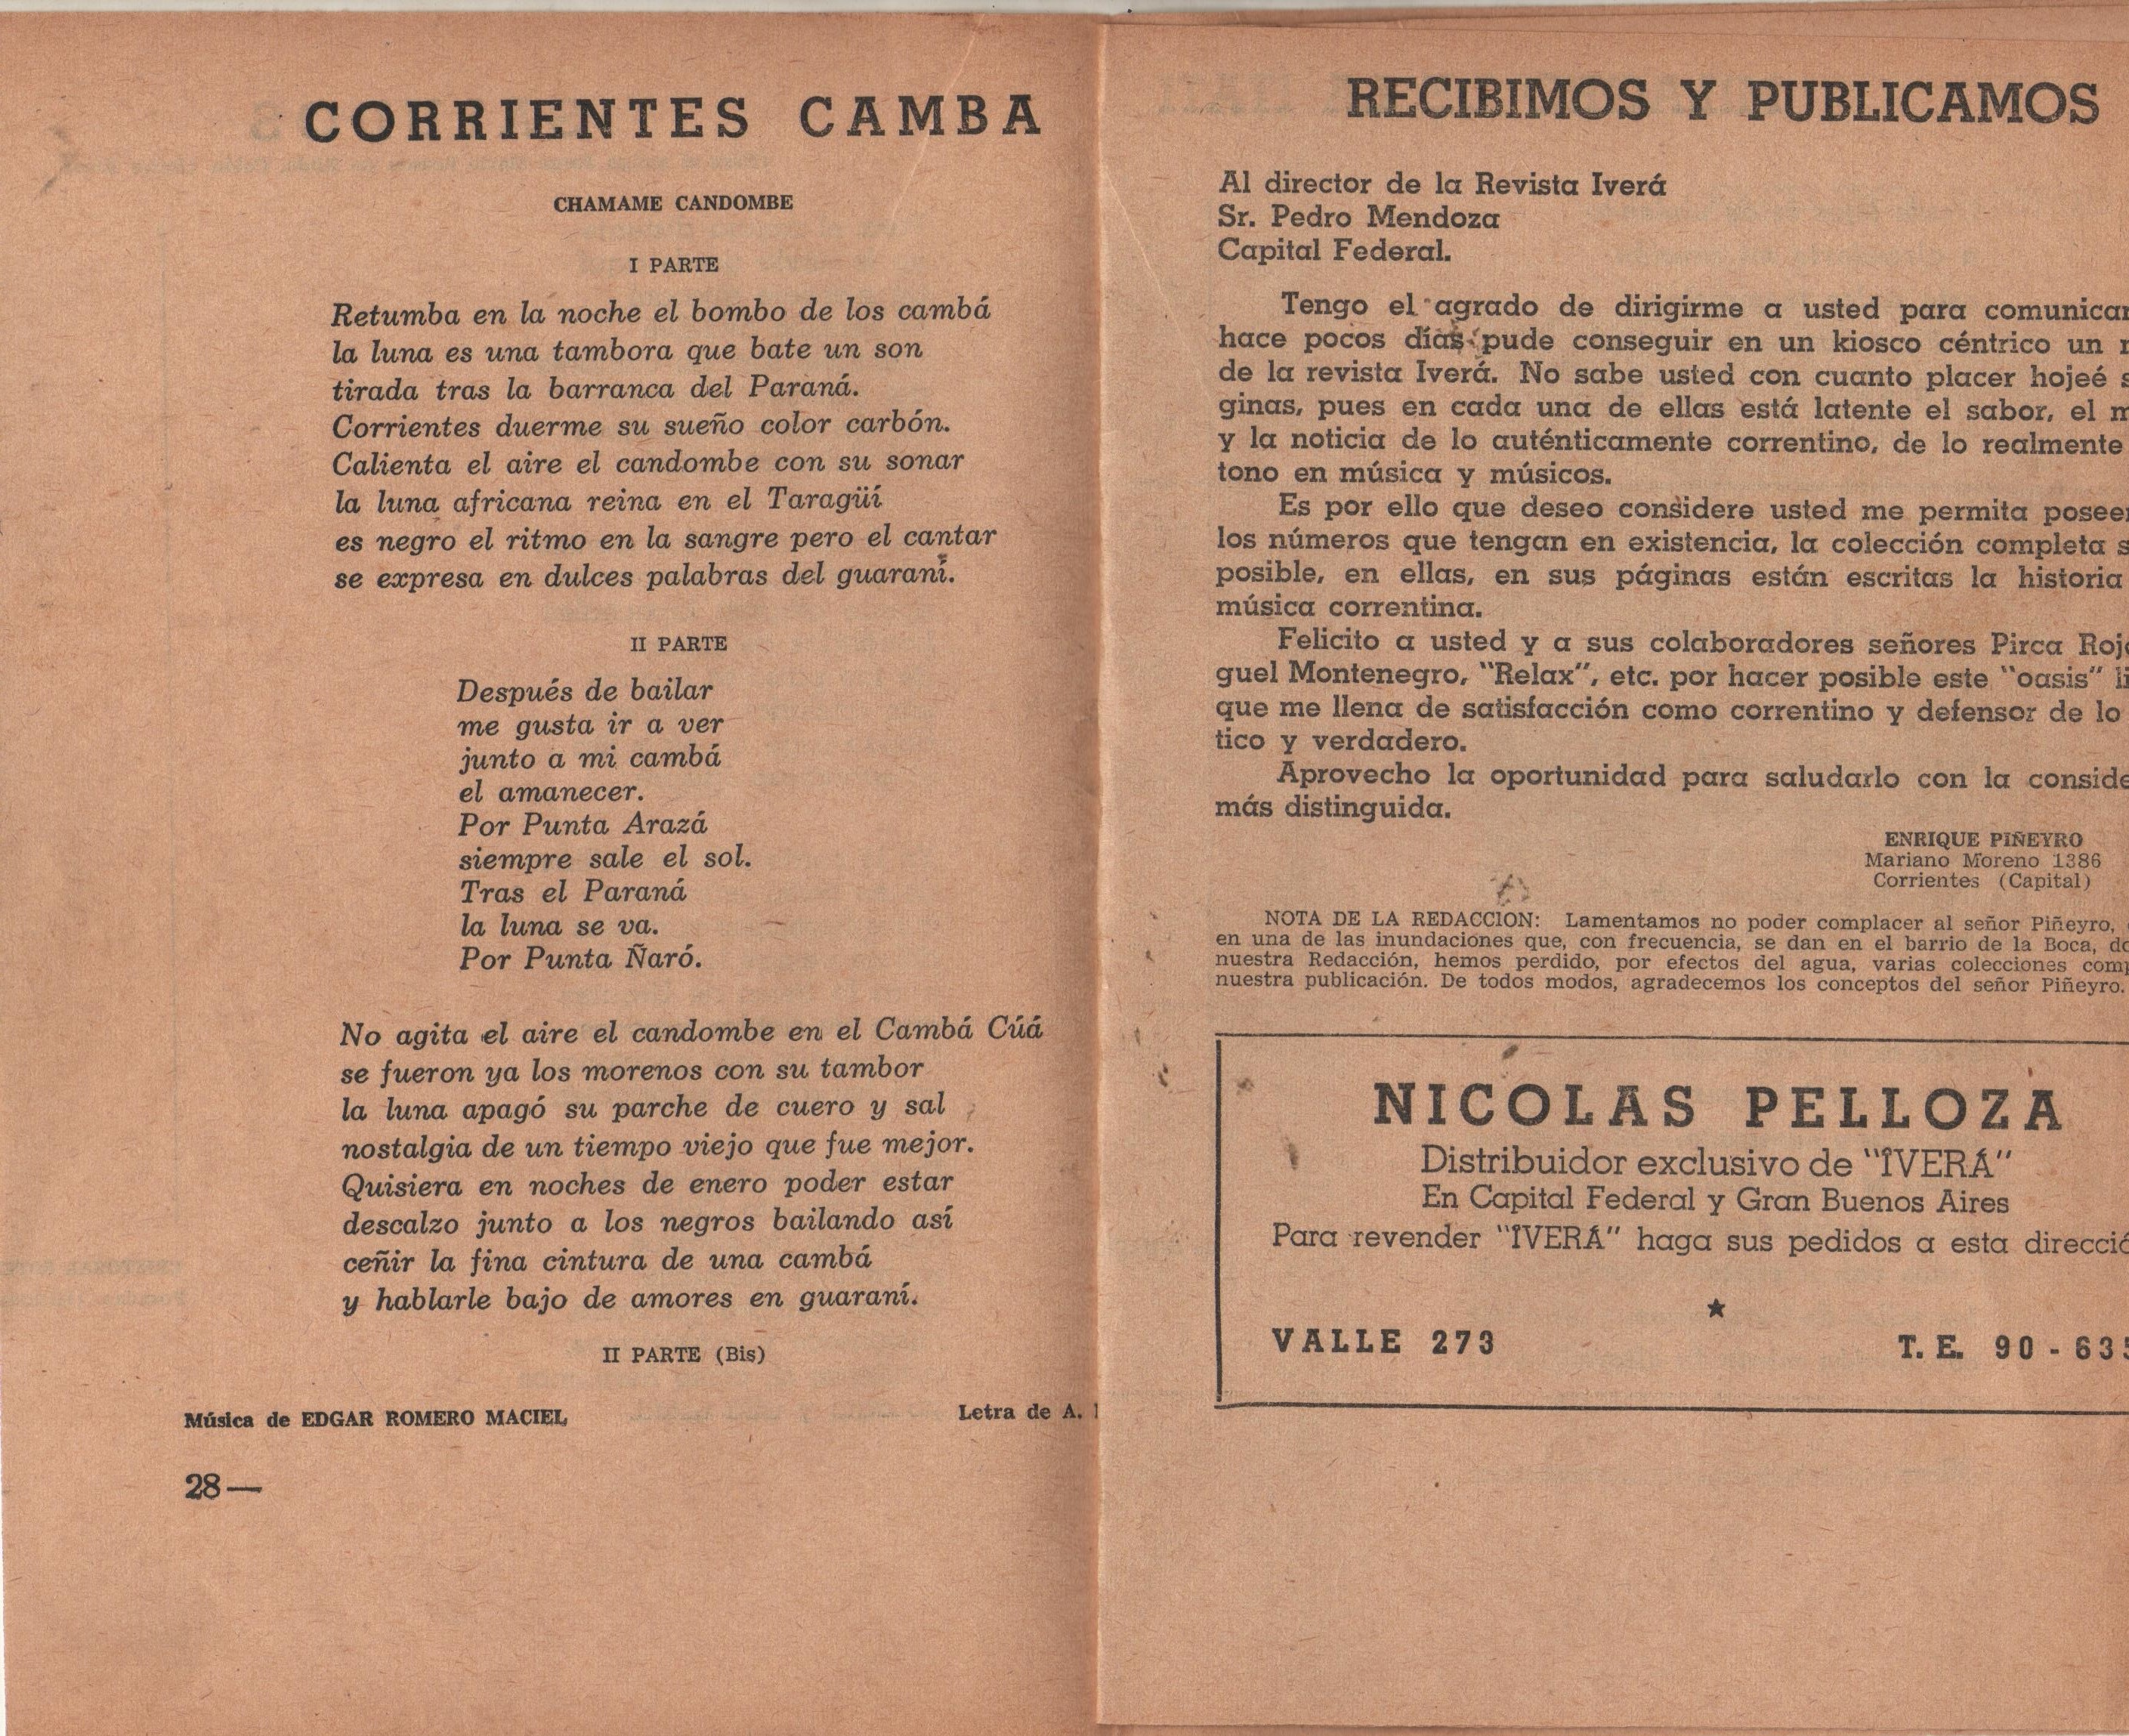 CORRIENTES CAMBA
CHAMAME CANDOMBE
I PARTE
Retumba en la noche el bombo de los cambá
la luna es una tambora que bate un son
tirada tras la barranca del Paraná.
Corrientes duerme su sueño color carbón.
Calienta el aire el candombe con su sonar
la luna africana reina en el Taragüí
es negro el ritmo en la sangre pero el cantar
se expresa en dulces palabras del guaraní.
II PARTE
Después de bailar
me gusta ir a ver
junto a mi cambá
el amanecer.
Por Punta Arazá
siempre sale el sol.
Tras el Paraná
la luna se va.
Por Punta Ñaró.
No agita el aire el candombe en el Cambá Cúá
se fueron ya los morenos con su tambor
la luna apagó su parche de cuero y sal
nostalgia de un tiempo viejo que fue mejor.
Quisiera en noches de enero poder estar
descalzo junto a los negros bailando así
ceñir la fina cintura de una cambá
y hablarle bajo de amores en guaraní.
II PARTE (Bis)
Música de EDGAR ROMERO MACIEL Letra de A.
28—
RECIBIMOS Y PUBLICAMOS
Al director de la Revista Iverá
Sr. Pedro Mendoza
Capital Federal.
Tengo el agrado de dirigirme a usted para comunicar
hace pocos días pude conseguir en un kiosco céntrico un
de la revista Iverá. No sabe usted con cuanto placer hojeé
ginas, pues en cada una de ellas está latente el sabor, el
y la noticia de lo auténticamente correntino, de lo realmente
tono en música y músicos.
Es por ello que deseo considere usted me permita poseer
los números que tengan en existencia, la colección completa
posible, en ellas, en sus páginas están escritas la historia
música correntina.
Felicito a usted y a sus colaboradores señores Pirca Roj
guel Montenegro, "Relax", etc. por hacer posible este "oasis" li
que me llena de satisfacción como correntino y defensor de lo
tico y verdadero.
Aprovecho la oportunidad para saludarlo con la conside
más distinguida.
ENRIQUE PIÑEYRO
Mariano Moreno 1386
Corrientes (Capital)
NOTA DE LA REDACCION: Lamentamos no poder complacer al señor Piñeyro,
en una de las inundaciones que, con frecuencia, se dan en el barrio de la Boca, do
nuestra Redacción, hemos perdido, por efectos del agua, varias colecciones comp
nuestra publicación. De todos modos, agradecemos los conceptos del señor Piñeyro.
NICOLAS PELLOZA
Distribuidor exclusivo de "ÎVERÁ"
En Capital Federal y Gran Buenos Aires
Para revender "ÎVERÁ" haga sus pedidos a esta direcció
★
VALLE 273 T. E. 90 - 635